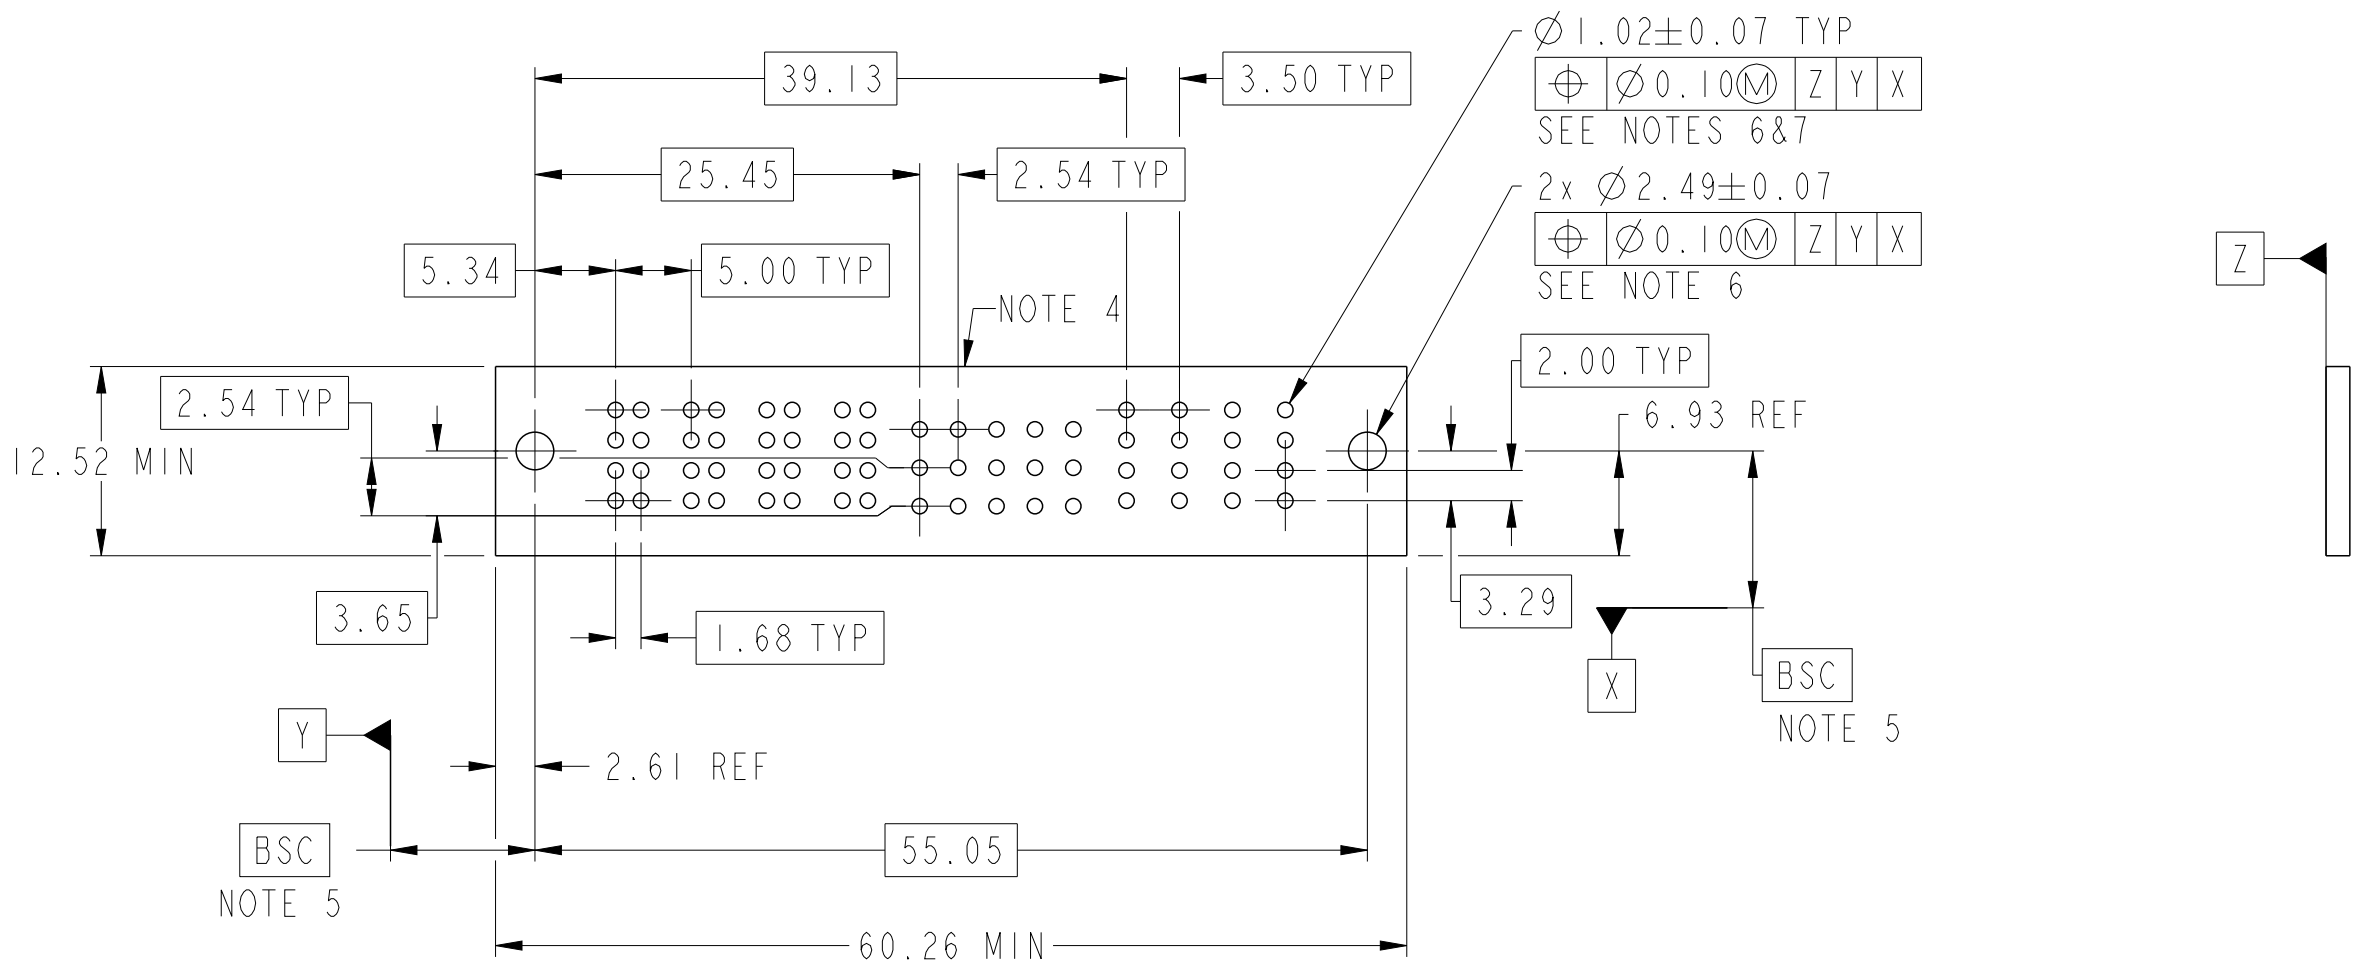 Ø1.02±0.07 TYP
39.13
3.50 TYP
⌖ Ø0.10Ⓜ Z Y X
SEE NOTES 6&7
25.45
2.54 TYP
2x Ø2.49±0.07
⌖ Ø0.10Ⓜ Z Y X
SEE NOTE 6
5.34
5.00 TYP
Z
NOTE 4
2.00 TYP
2.54 TYP
6.93 REF
12.52 MIN
3.65
3.29
1.68 TYP
X
BSC
NOTE 5
Y
2.61 REF
BSC
NOTE 5
55.05
60.26 MIN